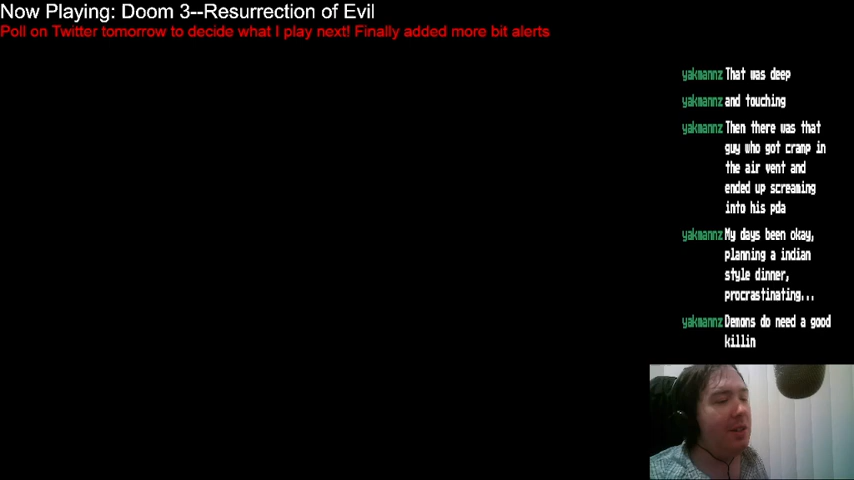 Now Playing: Doom 3--Resurrection of Evil
Poll on Twitter tomorrow to decide what I play next! Finally added more bit alerts
yakmannz That was deep
yakmannz and touching
yakmannz Then there was that
guy who got cramp in
the air vent and
ended up screaming
into his pda
yakmannz My days been okay,
planning a indian
style dinner,
procrastinating...
yakmannz Demons do need a good
killin